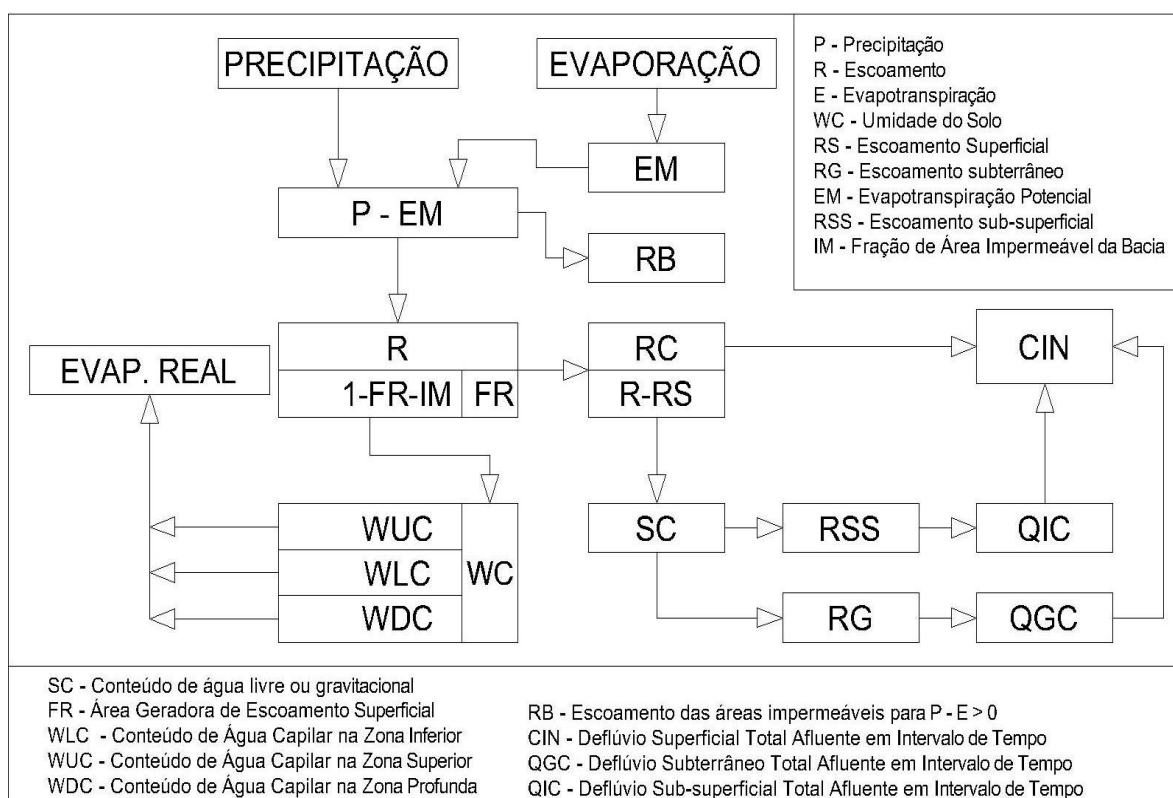 PRECIPITAÇÃO
EVAPORAÇÃO
EM
P - EM
RB
R
1-FR-IM
FR
RC
R-RS
CIN
EVAP. REAL
WUC
WLC
WDC
WC
SC
RSS
QIC
RG
QGC
P - Precipitação
R - Escoamento
E - Evapotranspiração
WC - Umidade do Solo
RS - Escoamento Superficial
RG - Escoamento subterrâneo
EM - Evapotranspiração Potencial
RSS - Escoamento sub-superficial
IM - Fração de Área Impermeável da Bacia
SC - Conteúdo de água livre ou gravitacional
FR - Área Geradora de Escoamento Superficial
WLC - Conteúdo de Água Capilar na Zona Inferior
WUC - Conteúdo de Água Capilar na Zona Superior
WDC - Conteúdo de Água Capilar na Zona Profunda
RB - Escoamento das áreas impermeáveis para P - E > 0
CIN - Deflúvio Superficial Total Afluente em Intervalo de Tempo
QGC - Deflúvio Subterrâneo Total Afluente em Intervalo de Tempo
QIC - Deflúvio Sub-superficial Total Afluente em Intervalo de Tempo